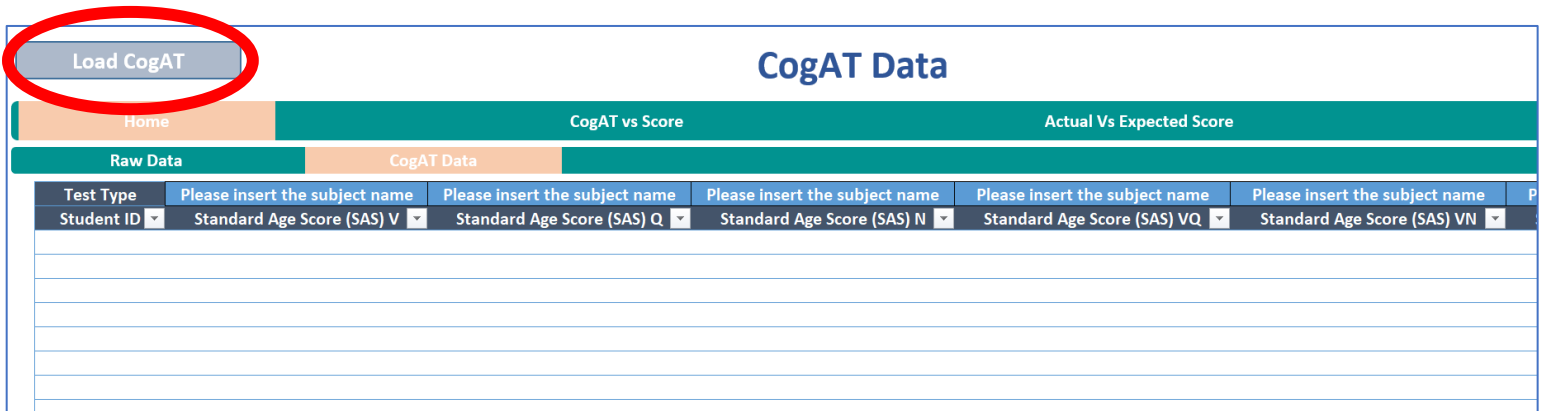 Load CogAT
CogAT Data
Home CogAT vs Score Actual Vs Expected Score
Raw Data CogAT Data
Test Type Please insert the subject name Please insert the subject name Please insert the subject name Please insert the subject name Please insert the subject name
Student ID Standard Age Score (SAS) V Standard Age Score (SAS) Q Standard Age Score (SAS) N Standard Age Score (SAS) VQ Standard Age Score (SAS) VN